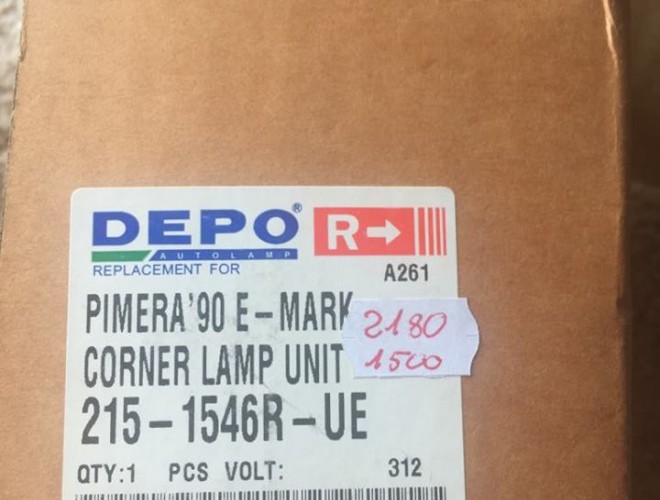 DEPO® R→
AUTOLAMP
REPLACEMENT FOR A261
PIMERA'90 E-MARK
2180
CORNER LAMP UNIT
1500
215-1546R-UE
QTY:1 PCS VOLT: 312